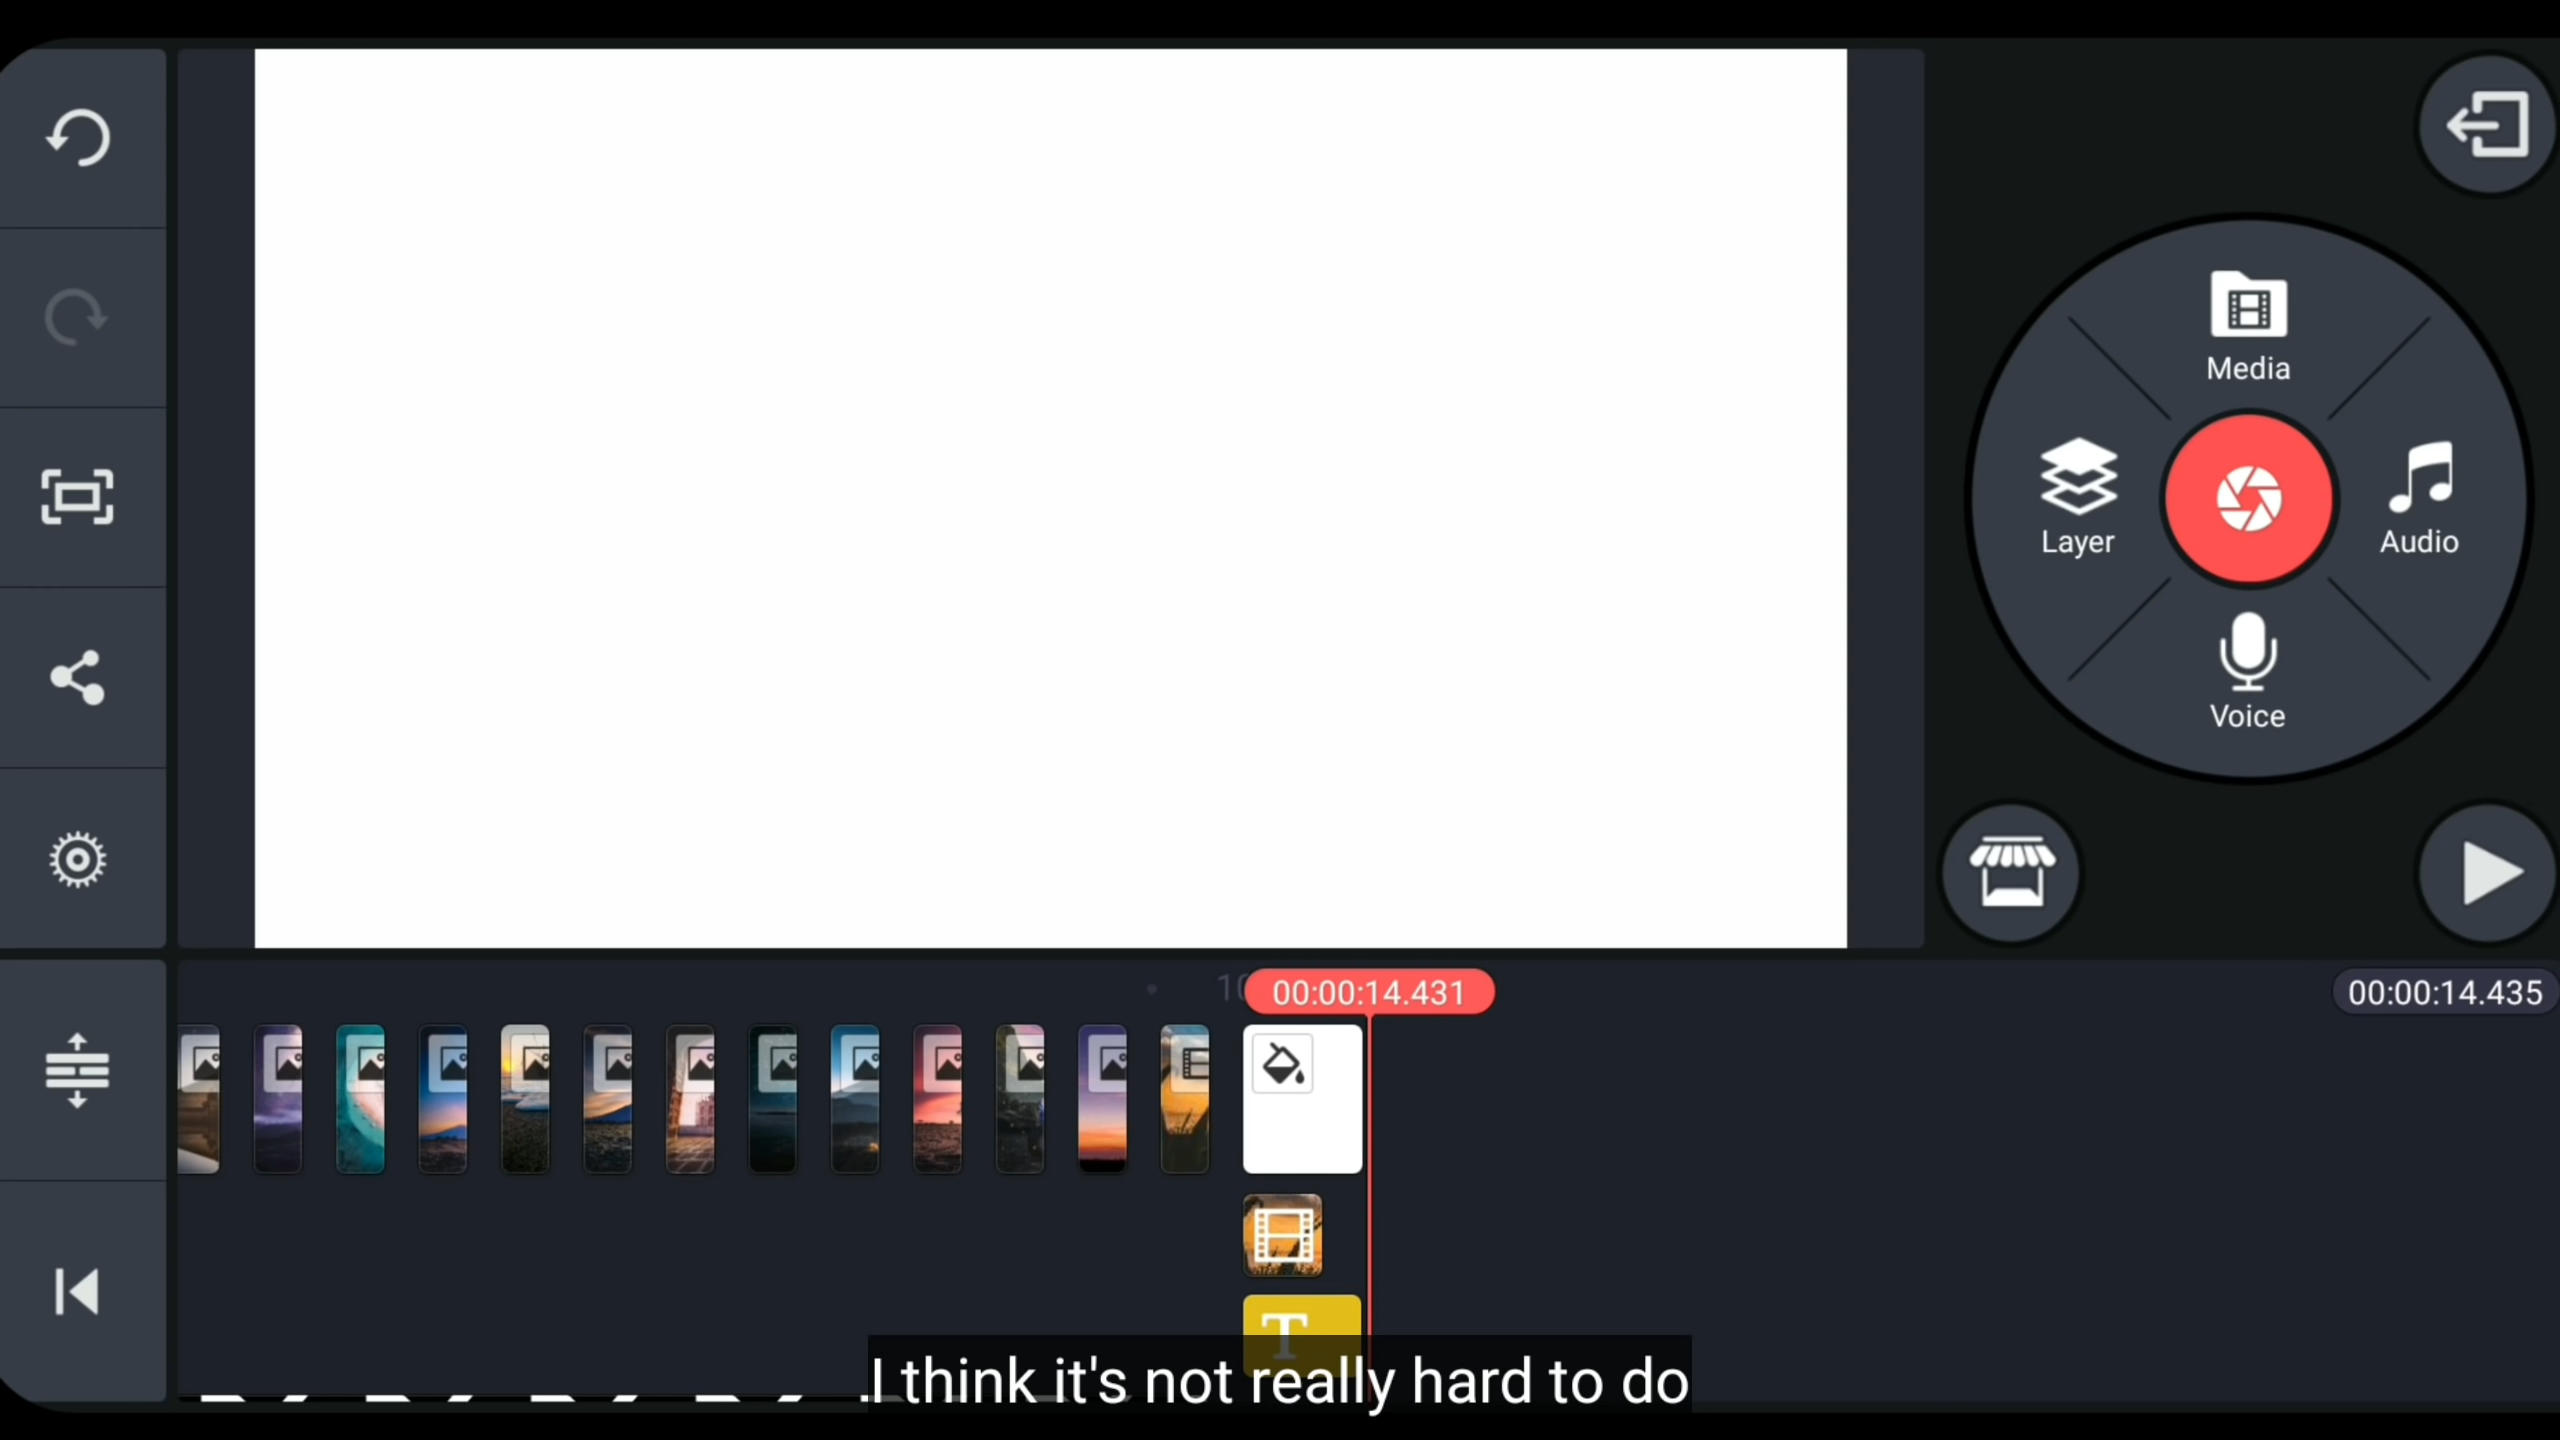 Media
Layer
Audio
Voice
10
00:00:14.431
00:00:14.435
T
I think it's not really hard to do